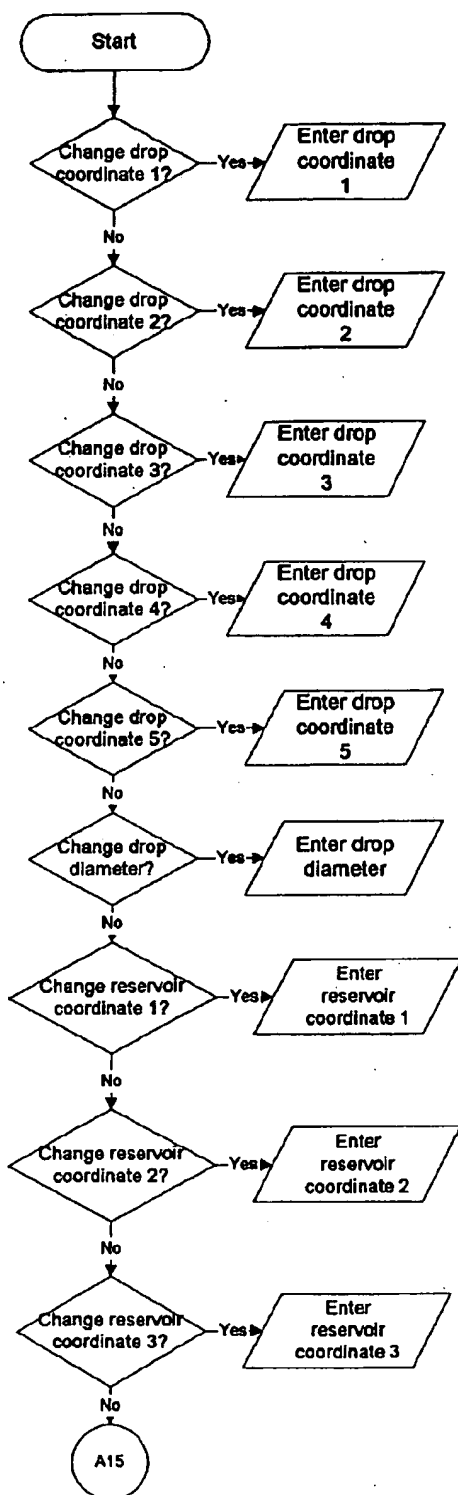 Start
Change drop
coordinate 1?
Yes
Enter drop
coordinate
1
No
Change drop
coordinate 2?
Yes
Enter drop
coordinate
2
No
Change drop
coordinate 3?
Yes
Enter drop
coordinate
3
No
Change drop
coordinate 4?
Yes
Enter drop
coordinate
4
No
Change drop
coordinate 5?
Yes
Enter drop
coordinate
5
No
Change drop
diameter?
Yes
Enter drop
diameter
No
Change reservoir
coordinate 1?
Yes
Enter
reservoir
coordinate 1
No
Change reservoir
coordinate 2?
Yes
Enter
reservoir
coordinate 2
No
Change reservoir
coordinate 3?
Yes
Enter
reservoir
coordinate 3
No
A15